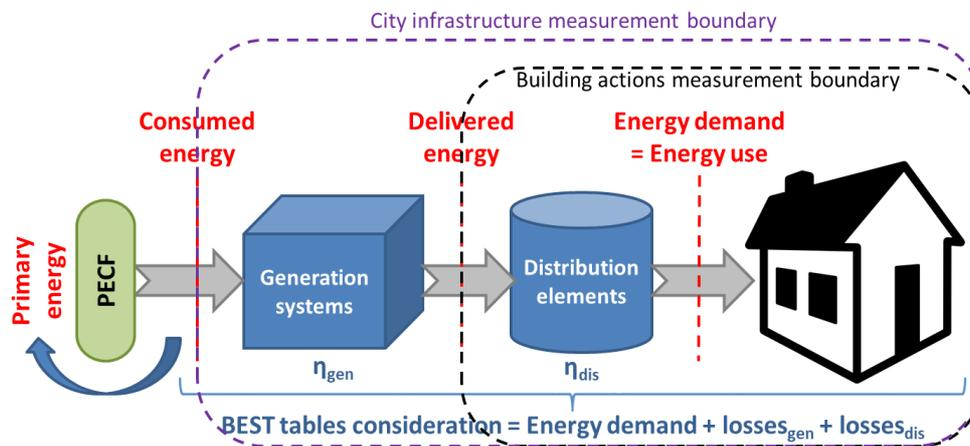 City infrastructure measurement boundary
Building actions measurement boundary
Consumed
energy
Delivered
energy
Energy demand
= Energy use
Primary
energy
PECF
Generation
systems
Distribution
elements
ηgen
ηdis
BEST tables consideration = Energy demand + lossesgen + lossesdis